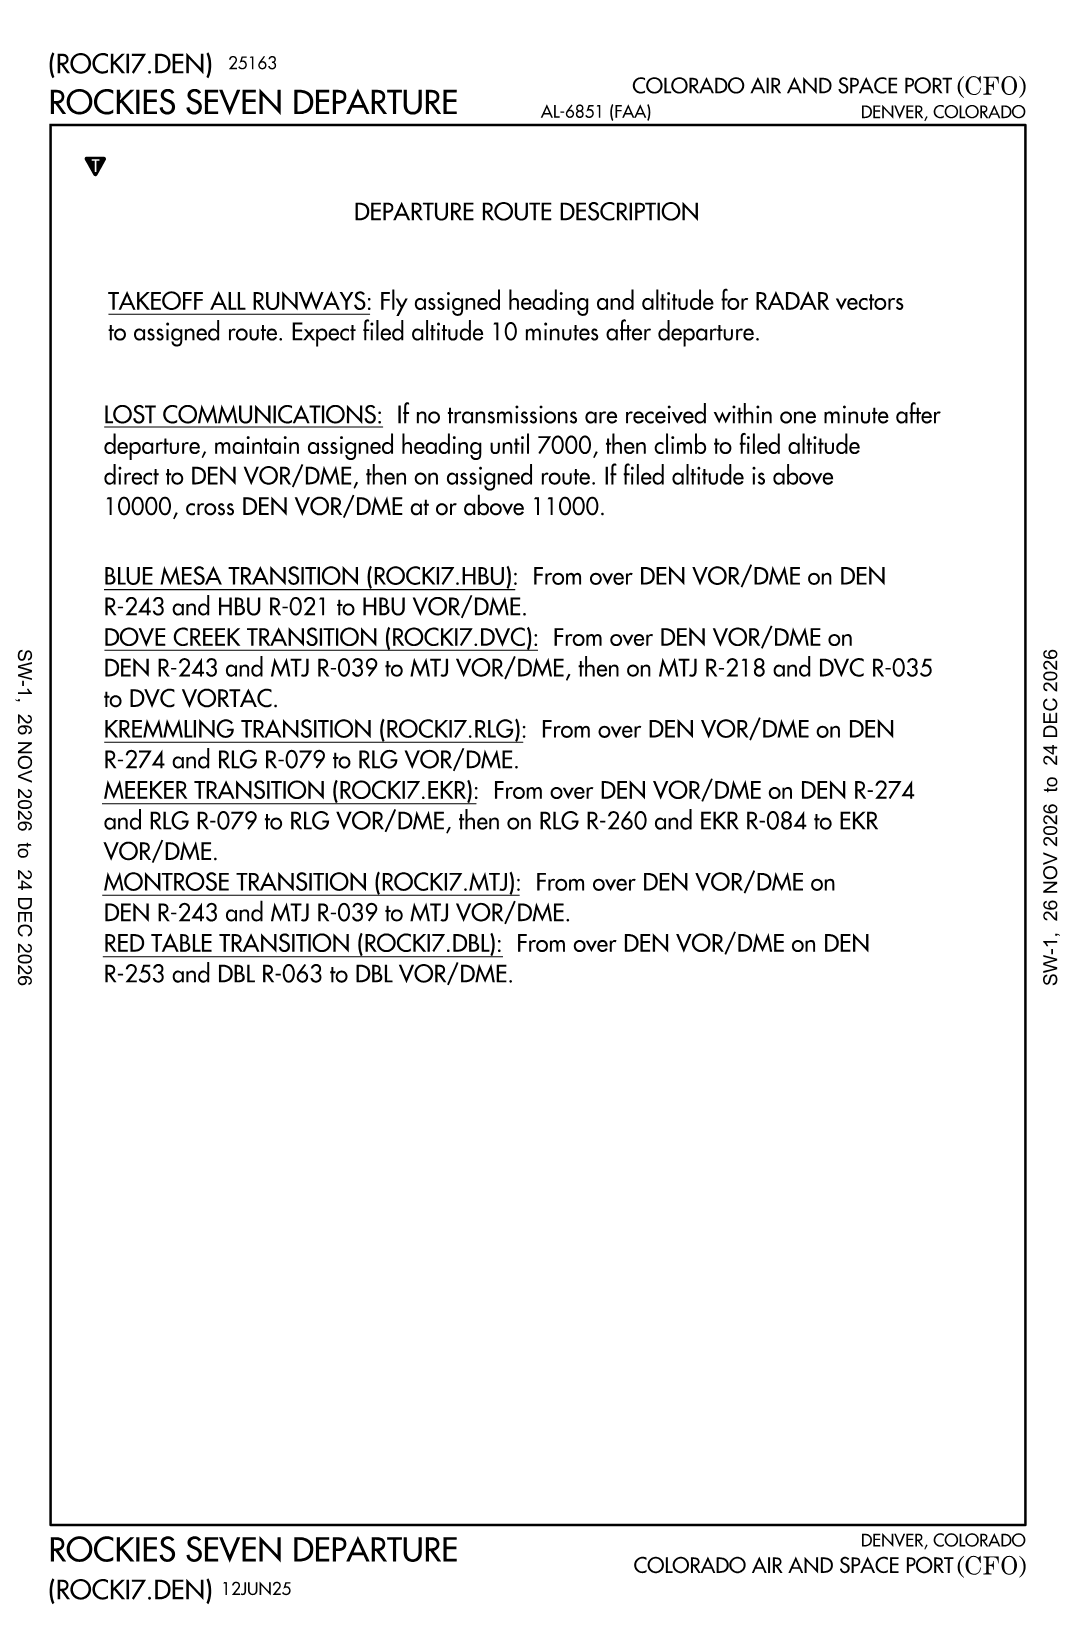 (ROCKI7.DEN) 25163
ROCKIES SEVEN DEPARTURE
AL-6851 (FAA)
COLORADO AIR AND SPACE PORT (CFO)
DENVER, COLORADO
T
DEPARTURE ROUTE DESCRIPTION
TAKEOFF ALL RUNWAYS: Fly assigned heading and altitude for RADAR vectors
to assigned route. Expect filed altitude 10 minutes after departure.
LOST COMMUNICATIONS: If no transmissions are received within one minute after
departure, maintain assigned heading until 7000, then climb to filed altitude
direct to DEN VOR/DME, then on assigned route. If filed altitude is above
10000, cross DEN VOR/DME at or above 11000.
BLUE MESA TRANSITION (ROCKI7.HBU): From over DEN VOR/DME on DEN
R-243 and HBU R-021 to HBU VOR/DME.
DOVE CREEK TRANSITION (ROCKI7.DVC): From over DEN VOR/DME on
DEN R-243 and MTJ R-039 to MTJ VOR/DME, then on MTJ R-218 and DVC R-035
to DVC VORTAC.
KREMMLING TRANSITION (ROCKI7.RLG): From over DEN VOR/DME on DEN
R-274 and RLG R-079 to RLG VOR/DME.
MEEKER TRANSITION (ROCKI7.EKR): From over DEN VOR/DME on DEN R-274
and RLG R-079 to RLG VOR/DME, then on RLG R-260 and EKR R-084 to EKR
VOR/DME.
MONTROSE TRANSITION (ROCKI7.MTJ): From over DEN VOR/DME on
DEN R-243 and MTJ R-039 to MTJ VOR/DME.
RED TABLE TRANSITION (ROCKI7.DBL): From over DEN VOR/DME on DEN
R-253 and DBL R-063 to DBL VOR/DME.
SW-1, 26 NOV 2026 to 24 DEC 2026
SW-1, 26 NOV 2026 to 24 DEC 2026
ROCKIES SEVEN DEPARTURE
(ROCKI7.DEN) 12JUN25
DENVER, COLORADO
COLORADO AIR AND SPACE PORT (CFO)